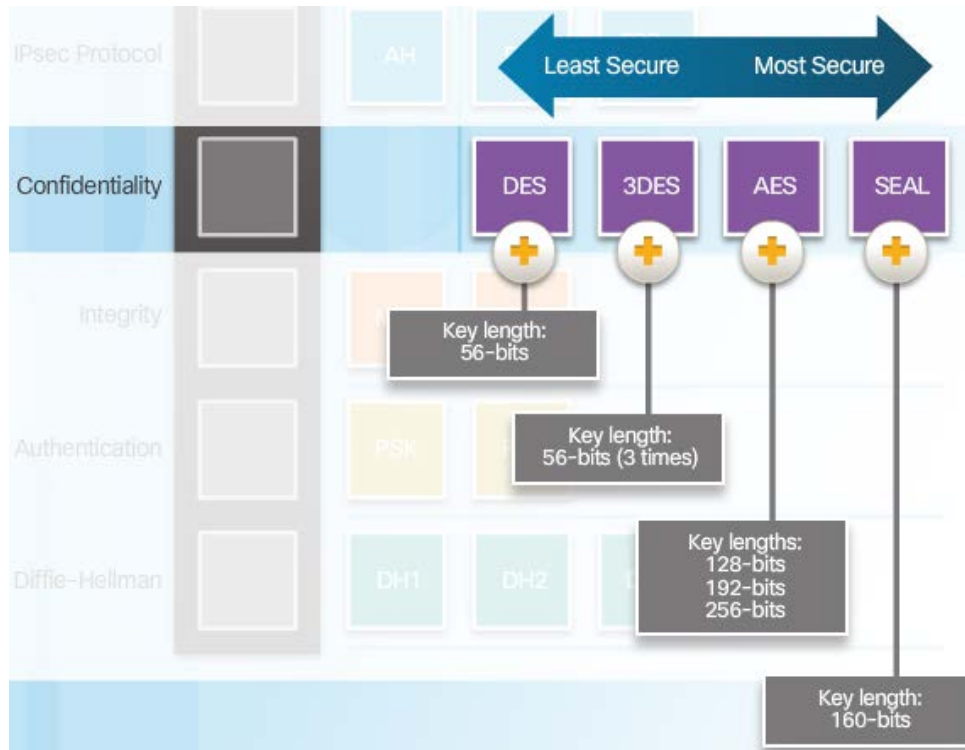 IPsec Protocol
AH
Least Secure
Most Secure
Confidentiality
DES
3DES
AES
SEAL
Integrity
Key length:
56-bits
Authentication
PSK
Key length:
56-bits (3 times)
Key lengths:
128-bits
192-bits
256-bits
Diffie-Hellman
DH1
DH2
Key length:
160-bits